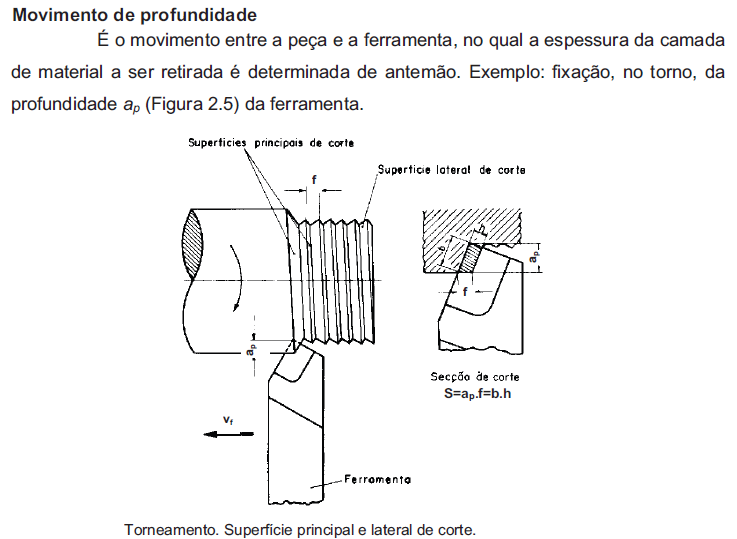 Movimento de profundidade
É o movimento entre a peça e a ferramenta, no qual a espessura da camada
de material a ser retirada é determinada de antemão. Exemplo: fixação, no torno, da
profundidade ap (Figura 2.5) da ferramenta.
Superfícies principais de corte
f
Superfície lateral de corte
b
h
ap
f
ap
Secção de corte
S=ap.f=b.h
vf
Ferramenta
Torneamento. Superfície principal e lateral de corte.